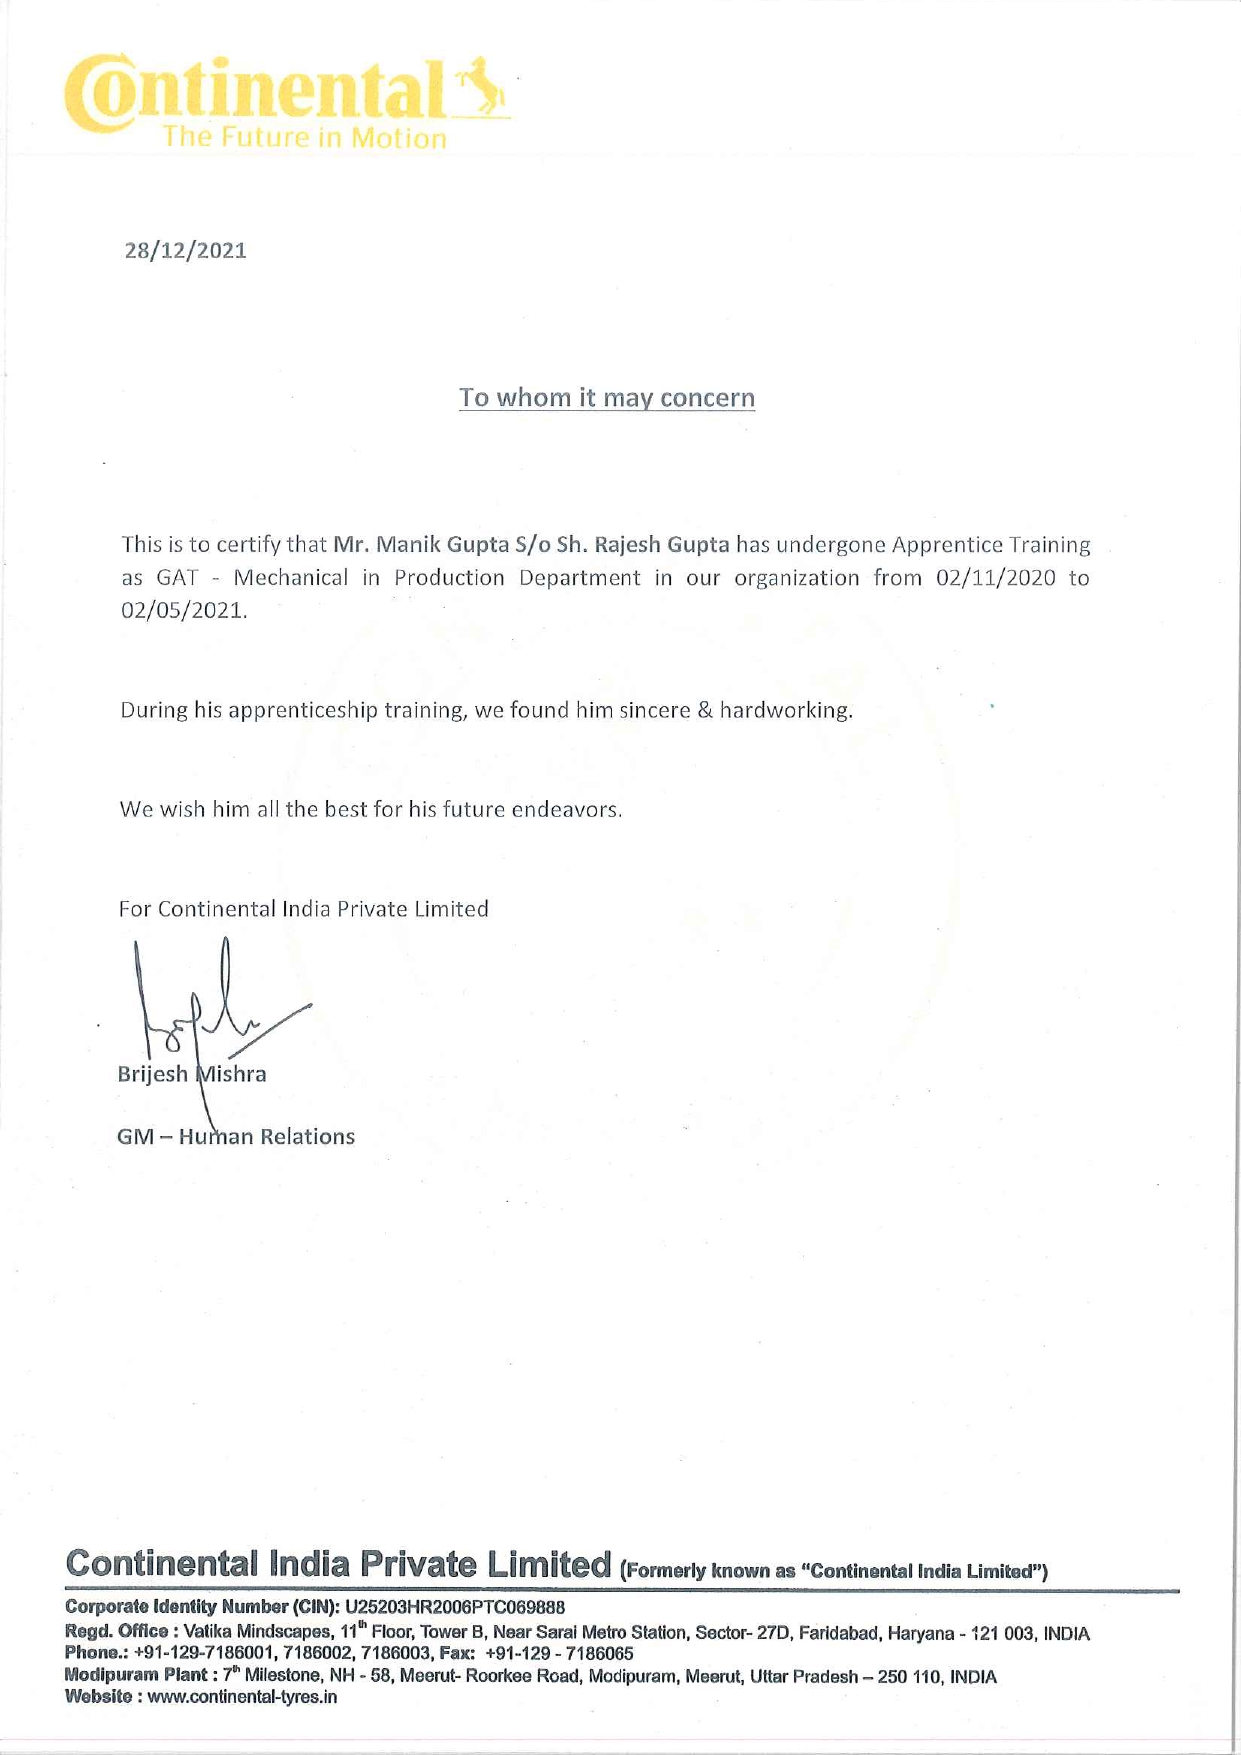 Continental
The Future in Motion
28/12/2021
To whom it may concern
This is to certify that Mr. Manik Gupta S/o Sh. Rajesh Gupta has undergone Apprentice Training
as GAT - Mechanical in Production Department in our organization from 02/11/2020 to
02/05/2021.
During his apprenticeship training, we found him sincere & hardworking.
We wish him all the best for his future endeavors.
For Continental India Private Limited
Brijesh Mishra
GM – Human Relations
Continental India Private Limited (Formerly known as “Continental India Limited”)
Corporate Identity Number (CIN): U25203HR2006PTC069888
Regd. Office : Vatika Mindscapes, 11th Floor, Tower B, Near Sarai Metro Station, Sector- 27D, Faridabad, Haryana - 121 003, INDIA
Phone.: +91-129-7186001, 7186002, 7186003, Fax: +91-129 - 7186065
Modipuram Plant : 7th Milestone, NH - 58, Meerut- Roorkee Road, Modipuram, Meerut, Uttar Pradesh – 250 110, INDIA
Website : www.continental-tyres.in